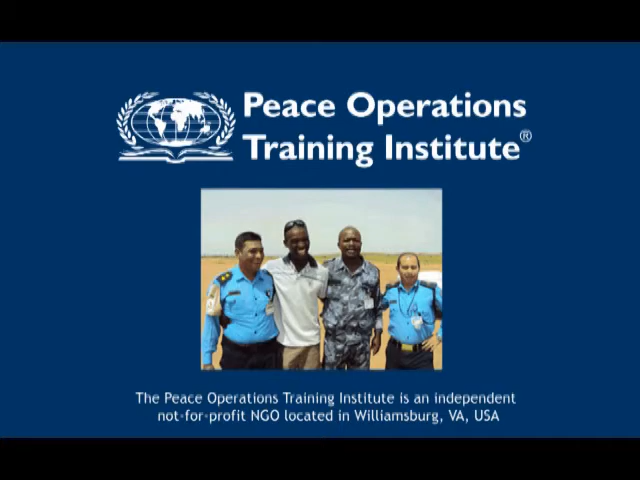 Peace Operations
Training Institute®
The Peace Operations Training Institute is an independent
not-for-profit NGO located in Williamsburg, VA, USA